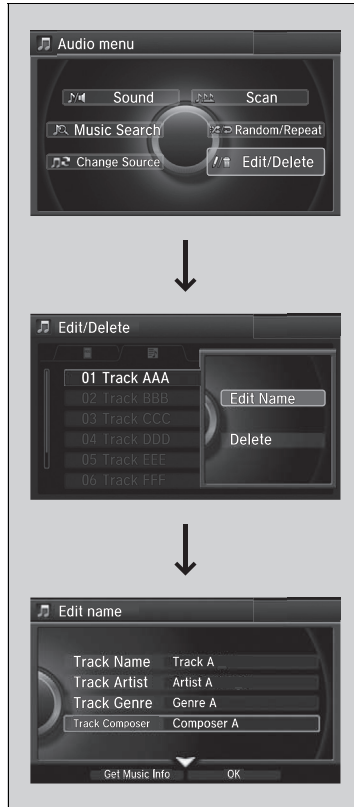 Audio menu
Sound Scan
Music Search Random/Repeat
Change Source Edit/Delete
Edit/Delete
01 Track AAA
02 Track BBB Edit Name
03 Track CCC
04 Track DDD Delete
05 Track EEE
06 Track FFF
Edit name
Track Name Track A
Track Artist Artist A
Track Genre Genre A
Track Composer Composer A
Get Music Info OK